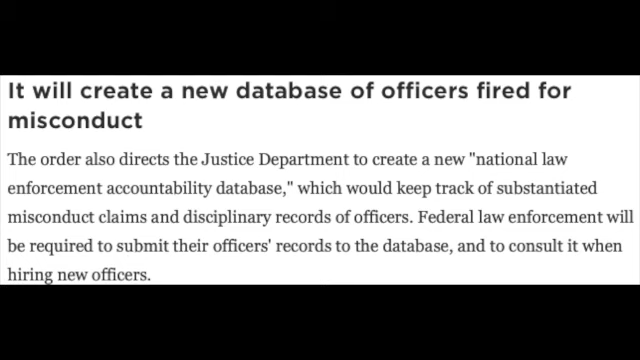 It will create a new database of officers fired for
misconduct
The order also directs the Justice Department to create a new "national law
enforcement accountability database," which would keep track of substantiated
misconduct claims and disciplinary records of officers. Federal law enforcement will
be required to submit their officers' records to the database, and to consult it when
hiring new officers.